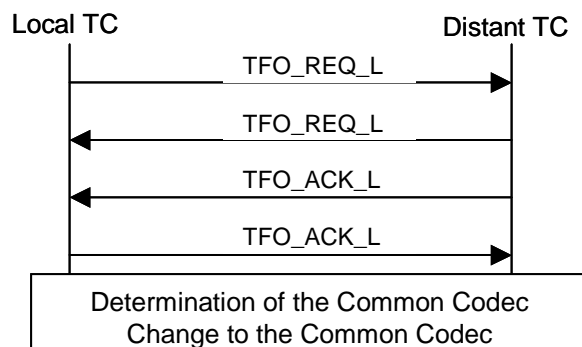 Local TC
Distant TC
TFO_REQ_L
TFO_REQ_L
TFO_ACK_L
TFO_ACK_L
Determination of the Common Codec
Change to the Common Codec